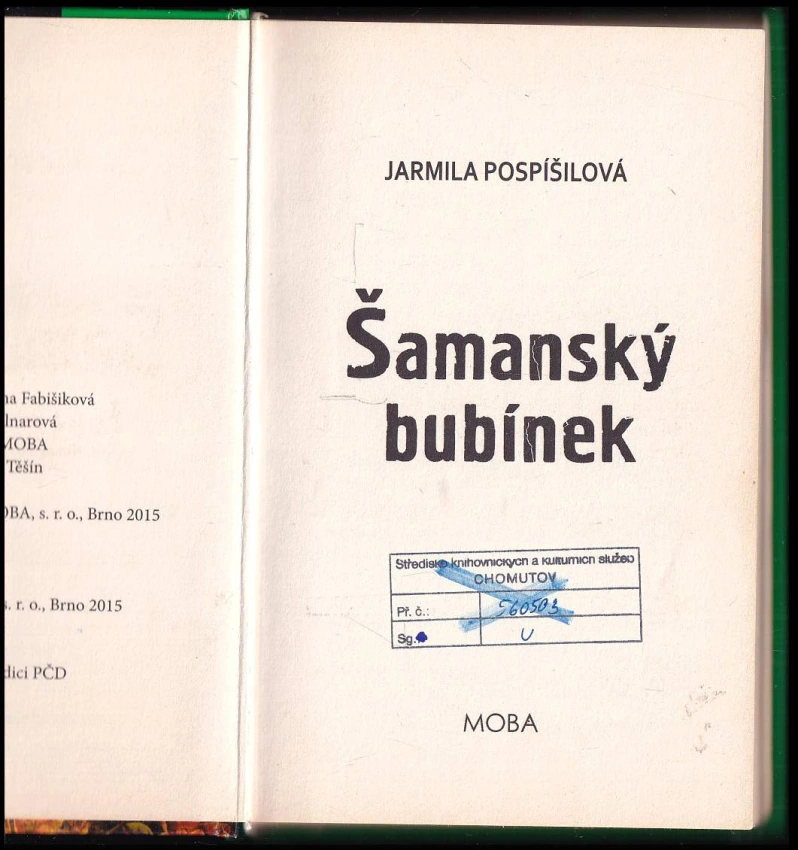 na Fabišiková
lnarová
MOBA
Těšín
OBA, s. r. o., Brno 2015
s. r. o., Brno 2015
dici PČD
JARMILA POSPÍŠILOVÁ
Šamanský
bubínek
Středisko knihovnických a kulturních služeb
CHOMUTOV
Př. č.: 560503
Sg. U
MOBA